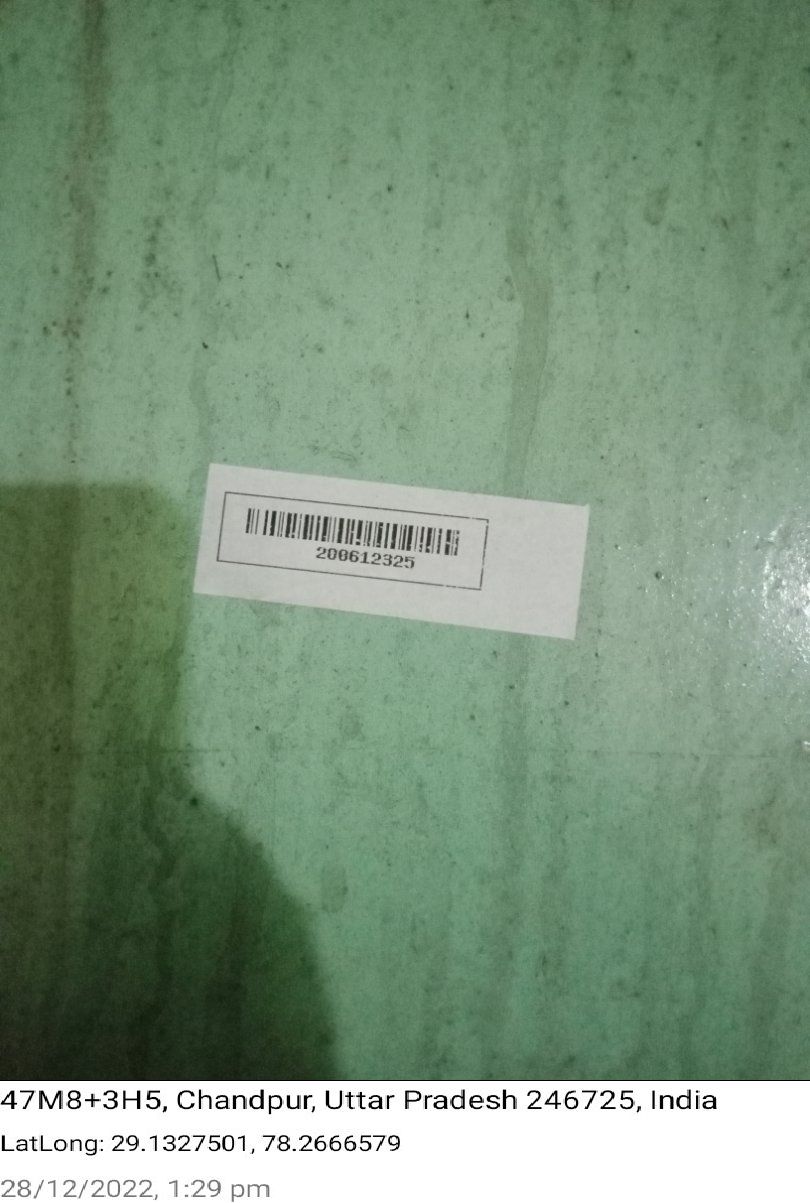 200612325
47M8+3H5, Chandpur, Uttar Pradesh 246725, India
LatLong: 29.1327501, 78.2666579
28/12/2022, 1:29 pm